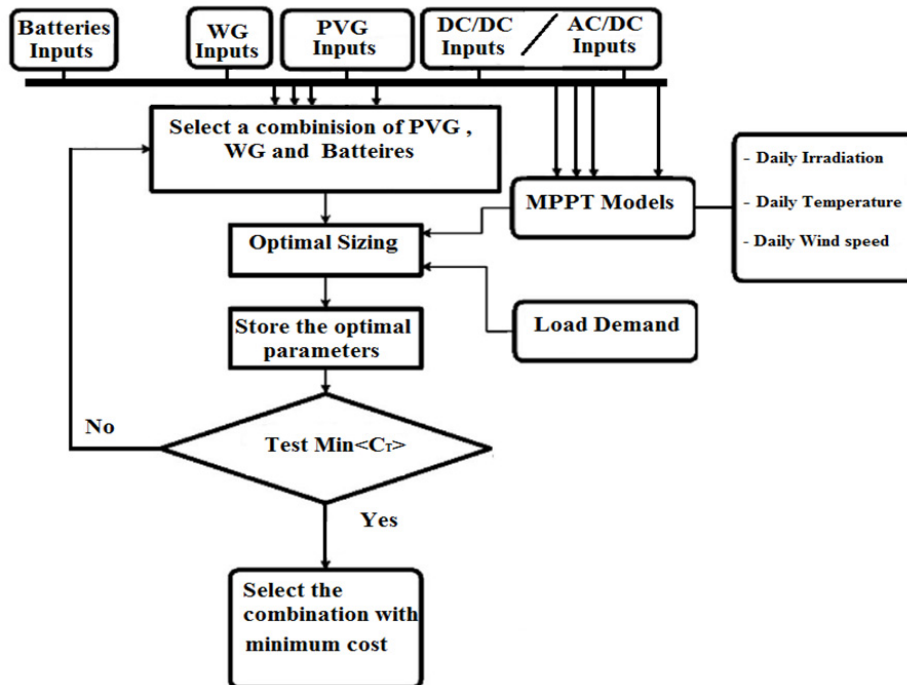 Batteries
Inputs
WG
Inputs
PVG
Inputs
DC/DC / AC/DC
Inputs Inputs
Select a combinision of PVG ,
WG and Batteires
- Daily Irradiation
MPPT Models
- Daily Temperature
- Daily Wind speed
Optimal Sizing
Store the optimal
parameters
Load Demand
No
Test Min<CT>
Yes
Select the
combination with
minimum cost